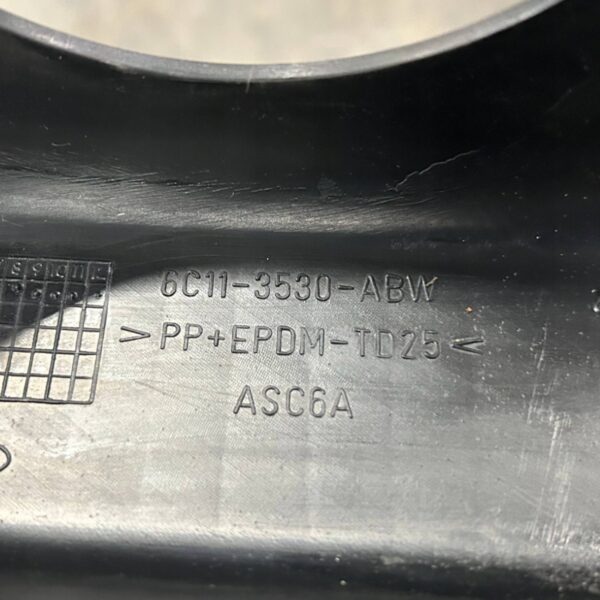 6C11-3530-ABW
>PP+EPDM-TD25<
ASC6A